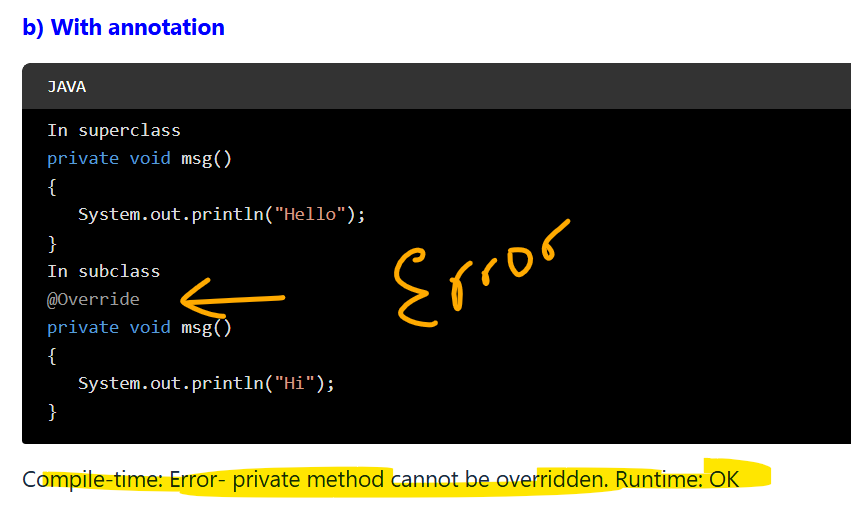 b) With annotation
JAVA
In superclass
private void msg()
{
System.out.println("Hello");
}
In subclass
@Override
private void msg()
{
System.out.println("Hi");
}
Error
Compile-time: Error- private method cannot be overridden. Runtime: OK